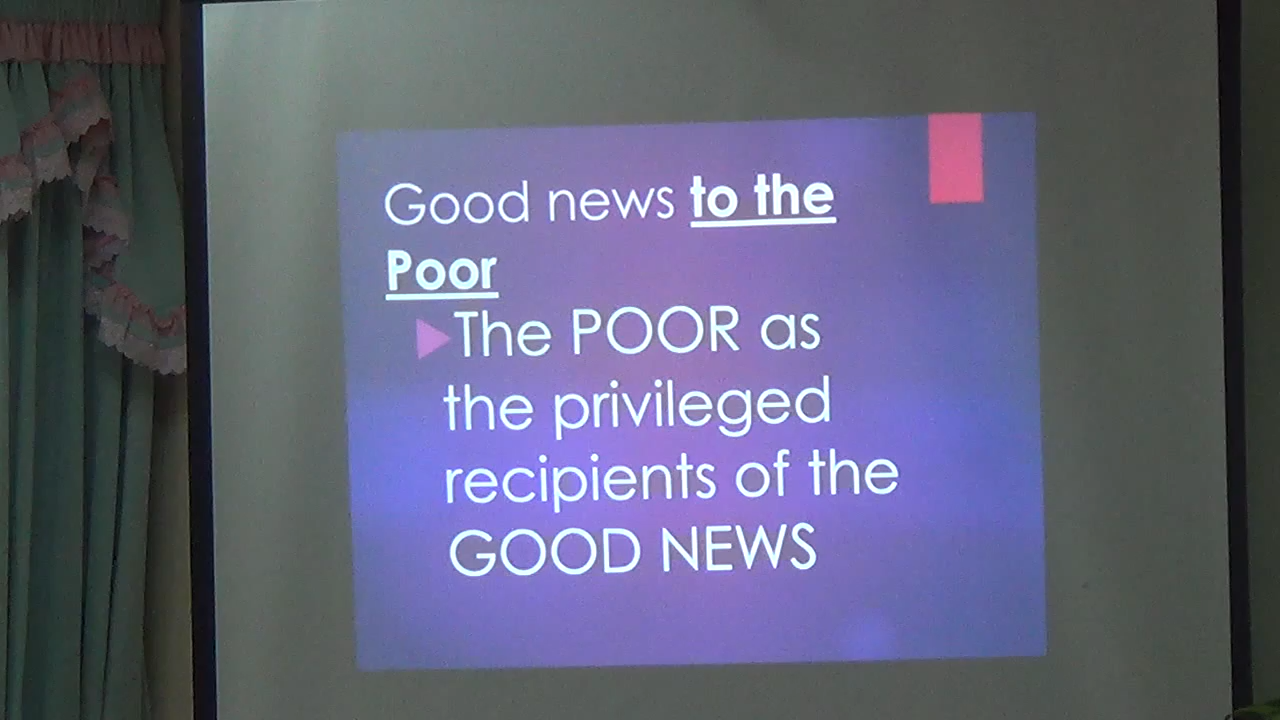 Good news to the
Poor
The POOR as
the privileged
recipients of the
GOOD NEWS